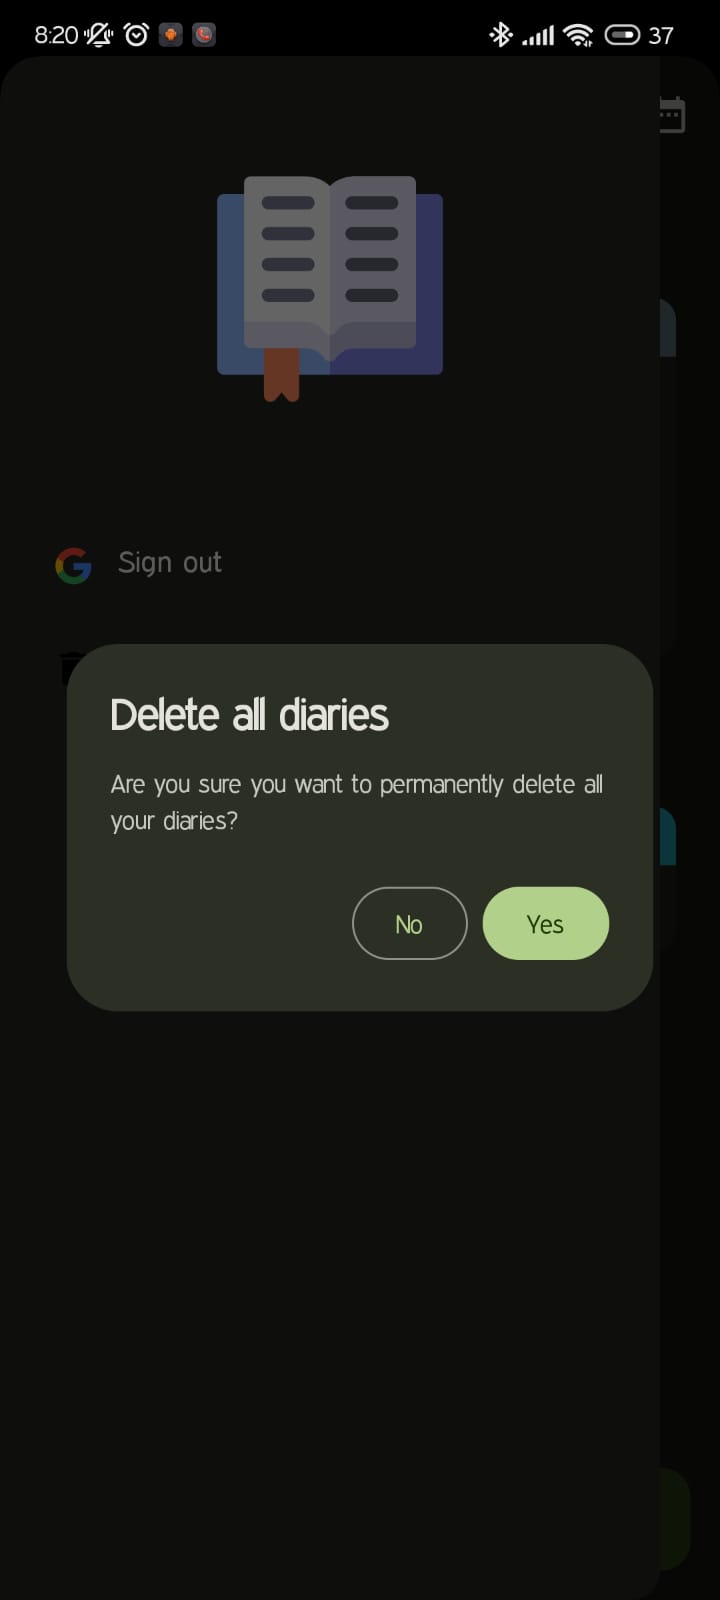 8:20
37
Sign out
Delete all diaries
Are you sure you want to permanently delete all
your diaries?
No
Yes